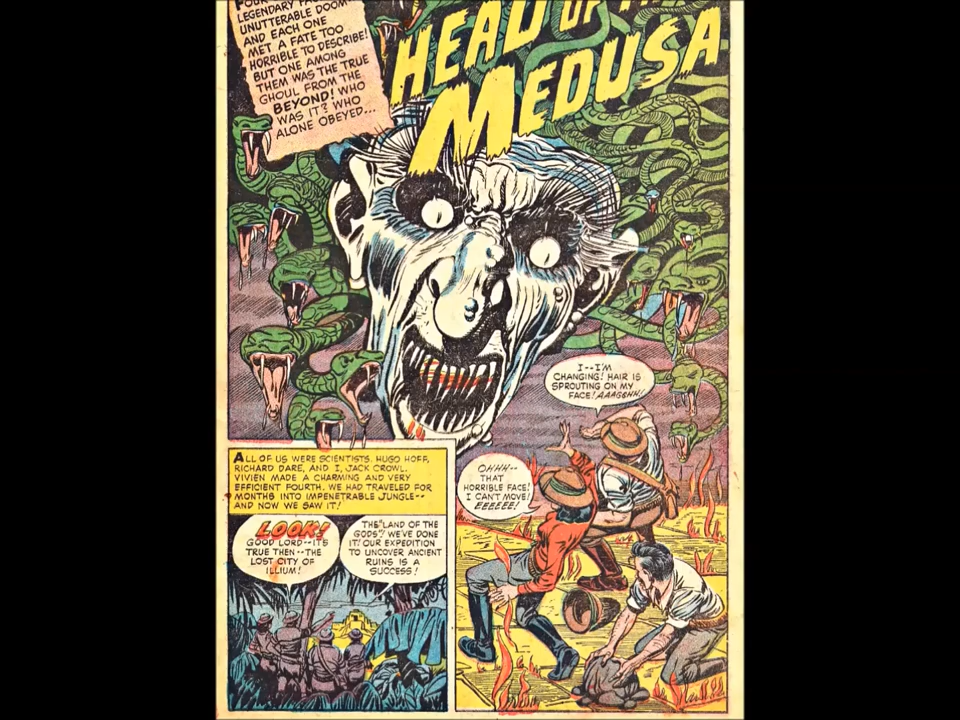 LEGENDARY
UNUTTERABLE DOOM
AND EACH ONE
MET A FATE TOO
HORRIBLE TO DESCRIBE!
BUT ONE AMONG
THEM WAS THE TRUE
GHOUL FROM THE
BEYOND! WHO
WAS IT? WHO
ALONE OBEYED...
HEAD OF
MEDUSA
I--I'M
CHANGING! HAIR IS
SPROUTING ON MY
FACE! AAAGGHH!
ALL OF US WERE SCIENTISTS. HUGO HOFF,
RICHARD DARE, AND I, JACK CROWL.
VIVIEN MADE A CHARMING AND VERY
EFFICIENT FOURTH. WE HAD TRAVELED FOR
MONTHS INTO IMPENETRABLE JUNGLE--
AND NOW WE SAW IT!
LOOK!
GOOD LORD--IT'S
TRUE THEN--THE
LOST CITY OF
ILLIUM!
THE "LAND OF THE
GODS"! WE'VE DONE
IT! OUR EXPEDITION
TO UNCOVER ANCIENT
RUINS IS A
SUCCESS!
OHHH--
THAT
HORRIBLE FACE!
I CAN'T MOVE!
EEEEEE!